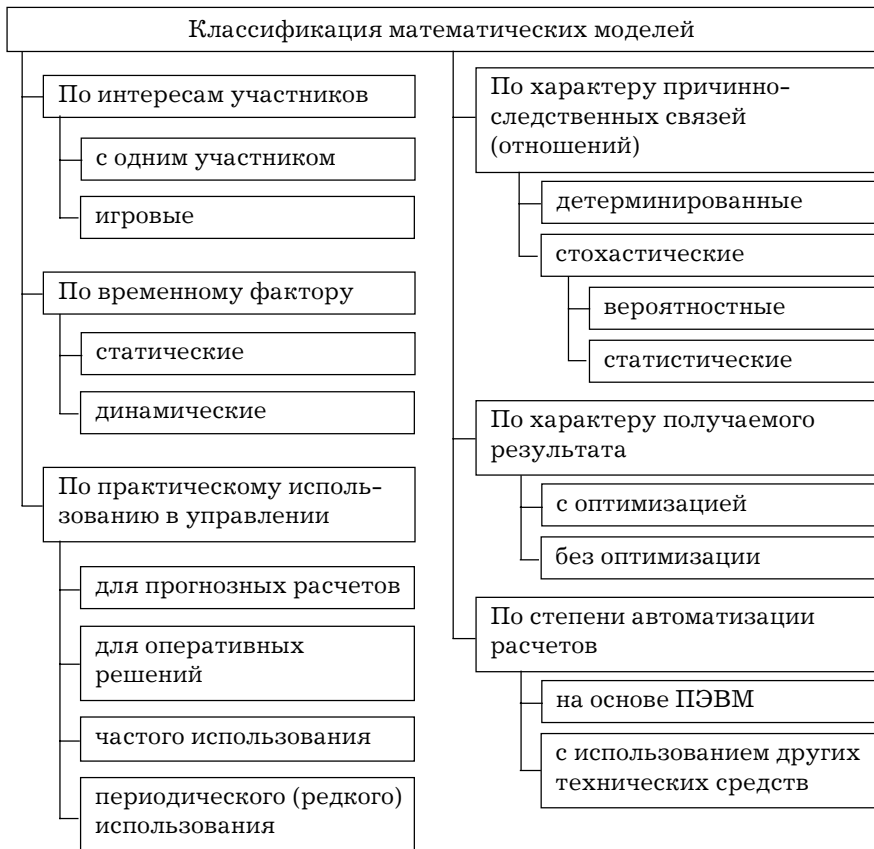 Классификация математических моделей
По интересам участников
с одним участником
игровые
По временному фактору
статические
динамические
По практическому исполь-
зованию в управлении
для прогнозных расчетов
для оперативных
решений
частого использования
периодического (редкого)
использования
По характеру причинно-
следственных связей
(отношений)
детерминированные
стохастические
вероятностные
статистические
По характеру получаемого
результата
с оптимизацией
без оптимизации
По степени автоматизации
расчетов
на основе ПЭВМ
с использованием других
технических средств